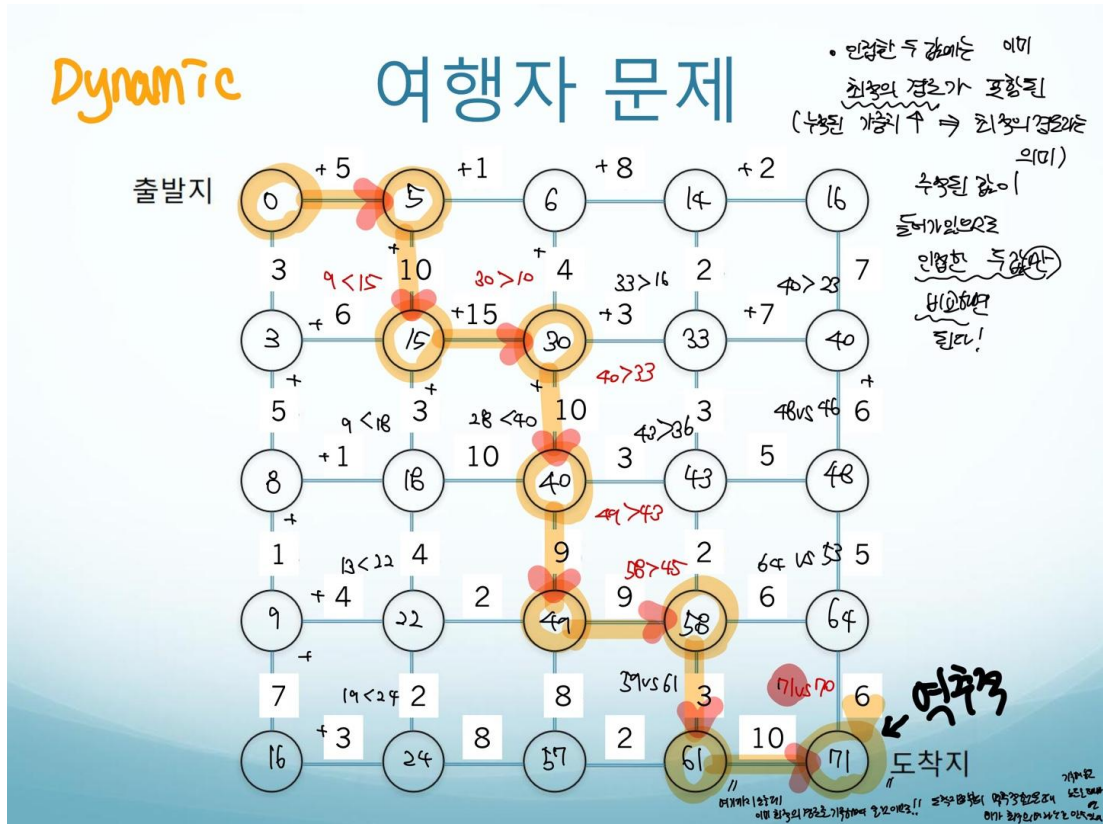 Dynamic
여행자 문제
• 인접한 두 값에는 이미
최적의 경로가 포함된
(누적된 가중치 ↑ ⇒ 최적의 경로라는
의미)
누적된 값이
들어가 있으므로
인접한 두 값만
비교하면
된다!
출발지 0 +5 5 +1 6 +8 14 +2 16
3 9<15 +10 30>10 +4 33>16 2 40>23 7
3 +6 15 +15 30 +3 33 +7 40
40>33
+5 9<18 +3 28<40 +10 43>36 3 48vs46 +6
8 +1 18 10 40 3 43 5 48
49>43
+1 13<22 4 9 58>45 2 64 vs 53 5
9 +4 22 2 49 9 58 6 64
+7 19<24 2 8 59vs61 3 71vs70 6
역추적
16 +3 24 8 57 2 61 10 71 도착지